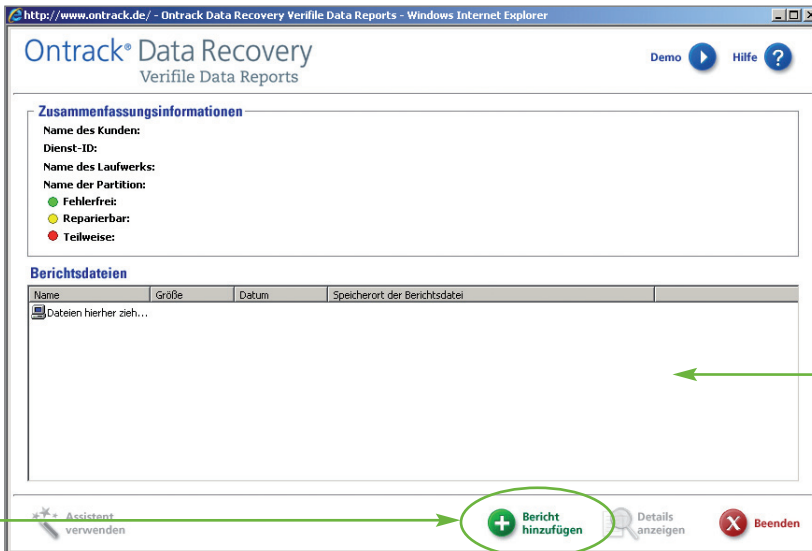 http://www.ontrack.de/ - Ontrack Data Recovery Verifile Data Reports - Windows Internet Explorer
Ontrack® Data Recovery
Verifile Data Reports
Demo
Hilfe ?
Zusammenfassungsinformationen
Name des Kunden:
Dienst-ID:
Name des Laufwerks:
Name der Partition:
Fehlerfrei:
Reparierbar:
Teilweise:
Berichtsdateien
Name Größe Datum Speicherort der Berichtsdatei
Dateien hierher zieh...
Assistent
verwenden
Bericht
hinzufügen
Details
anzeigen
Beenden